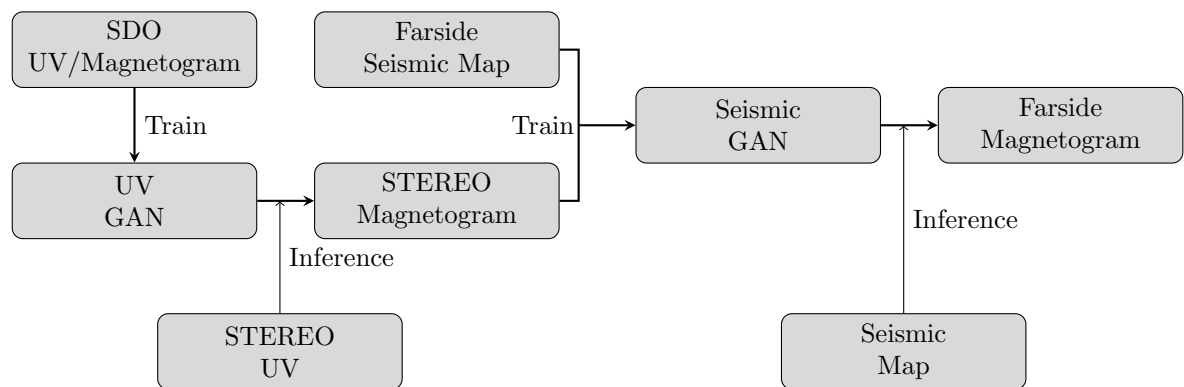 SDO
UV/Magnetogram
Farside
Seismic Map
Train
Train
Seismic
GAN
Farside
Magnetogram
UV
GAN
STEREO
Magnetogram
Inference
Inference
STEREO
UV
Seismic
Map